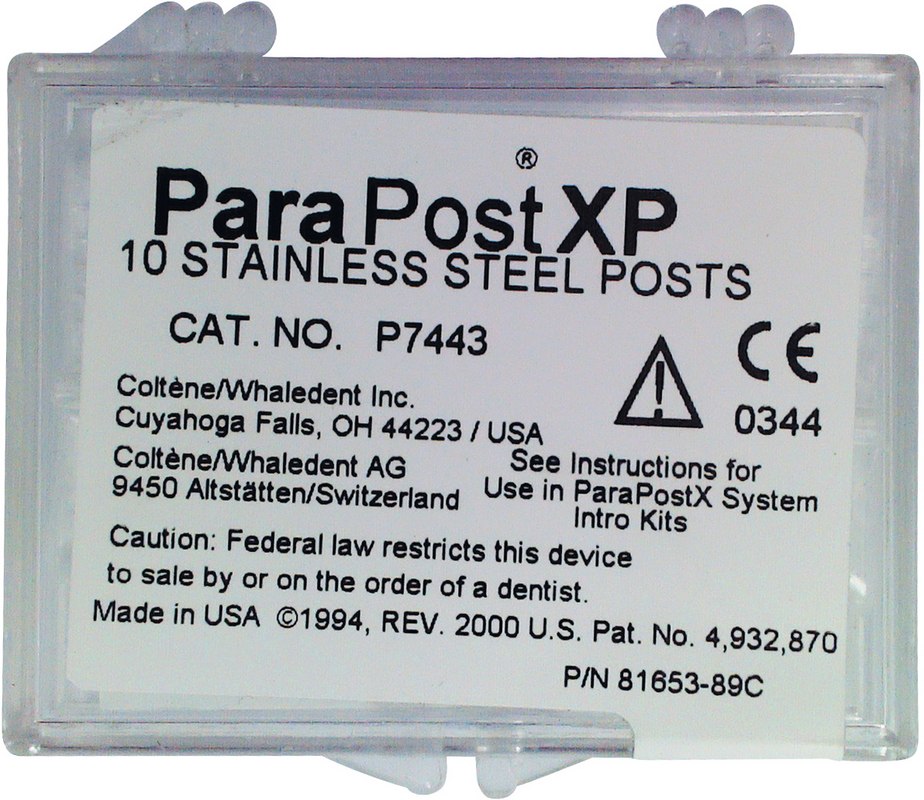 ParaPost® XP
10 STAINLESS STEEL POSTS
CAT. NO. P7443
CE
0344
Coltène/Whaledent Inc.
Cuyahoga Falls, OH 44223 / USA
Coltène/Whaledent AG
9450 Altstätten/Switzerland
See Instructions for
Use in ParaPostX System
Intro Kits
Caution: Federal law restricts this device
to sale by or on the order of a dentist.
Made in USA ©1994, REV. 2000 U.S. Pat. No. 4,932,870
P/N 81653-89C